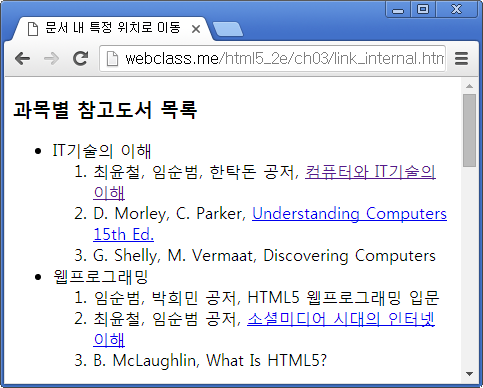 문서 내 특정 위치로 이동
webclass.me/html5_2e/ch03/link_internal.htm
과목별 참고도서 목록
• IT기술의 이해
1. 최윤철, 임순범, 한탁돈 공저, 컴퓨터와 IT기술의
이해
2. D. Morley, C. Parker, Understanding Computers
15th Ed.
3. G. Shelly, M. Vermaat, Discovering Computers
• 웹프로그래밍
1. 임순범, 박희민 공저, HTML5 웹프로그래밍 입문
2. 최윤철, 임순범 공저, 소셜미디어 시대의 인터넷
이해
3. B. McLaughlin, What Is HTML5?